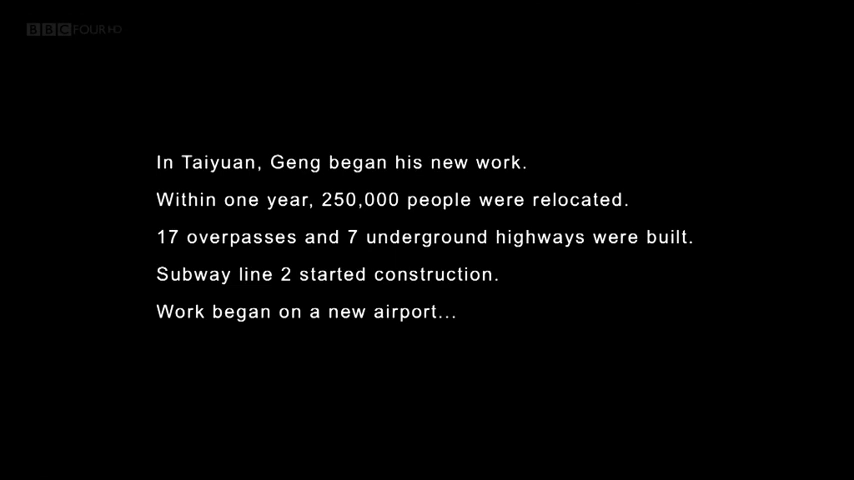 BBC FOUR HD
In Taiyuan, Geng began his new work.
Within one year, 250,000 people were relocated.
17 overpasses and 7 underground highways were built.
Subway line 2 started construction.
Work began on a new airport...